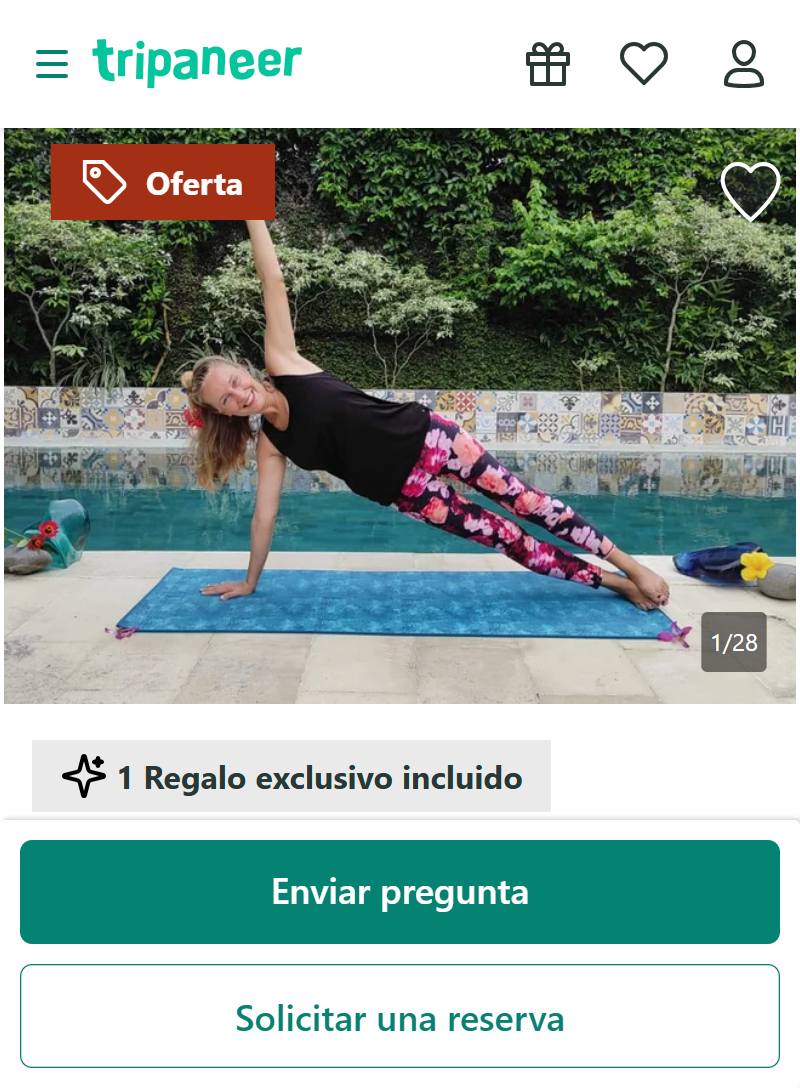 tripaneer
Oferta
1/28
1 Regalo exclusivo incluido
Enviar pregunta
Solicitar una reserva